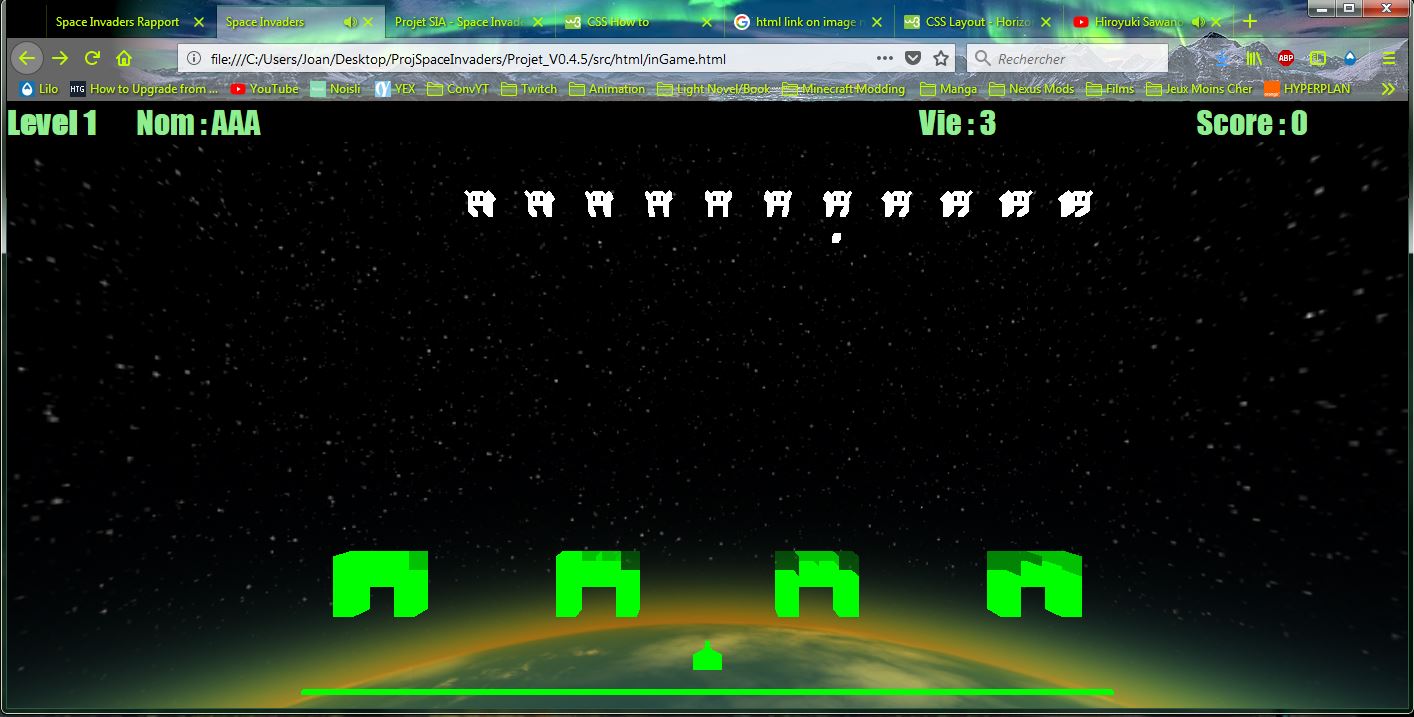 Space Invaders Rapport Space Invaders Projet SIA - Space Invade CSS How to html link on image n CSS Layout - Horizo Hiroyuki Sawano
file:///C:/Users/Joan/Desktop/ProjSpaceInvaders/Projet_V0.4.5/src/html/inGame.html Rechercher ABP
Lilo HTG How to Upgrade from ... YouTube Noisli YEX ConvYT Twitch Animation Light Novel/Book Minecraft Modding Manga Nexus Mods Films Jeux Moins Cher HYPERPLAN
Level 1 Nom : AAA Vie : 3 Score : 0